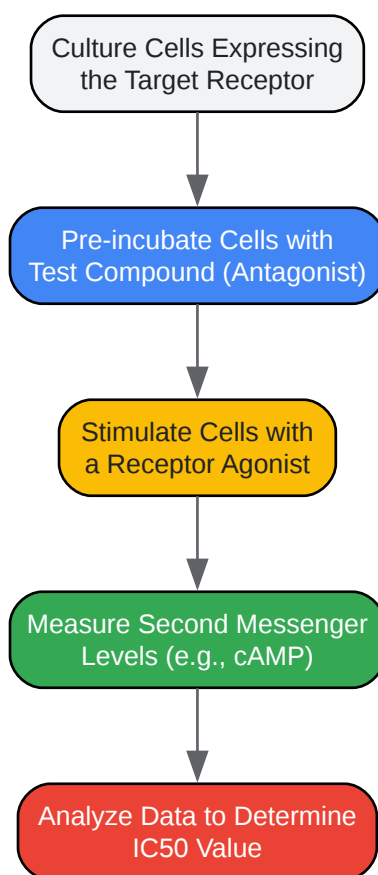 Culture Cells Expressing
the Target Receptor
Pre-incubate Cells with
Test Compound (Antagonist)
Stimulate Cells with
a Receptor Agonist
Measure Second Messenger
Levels (e.g., cAMP)
Analyze Data to Determine
IC50 Value